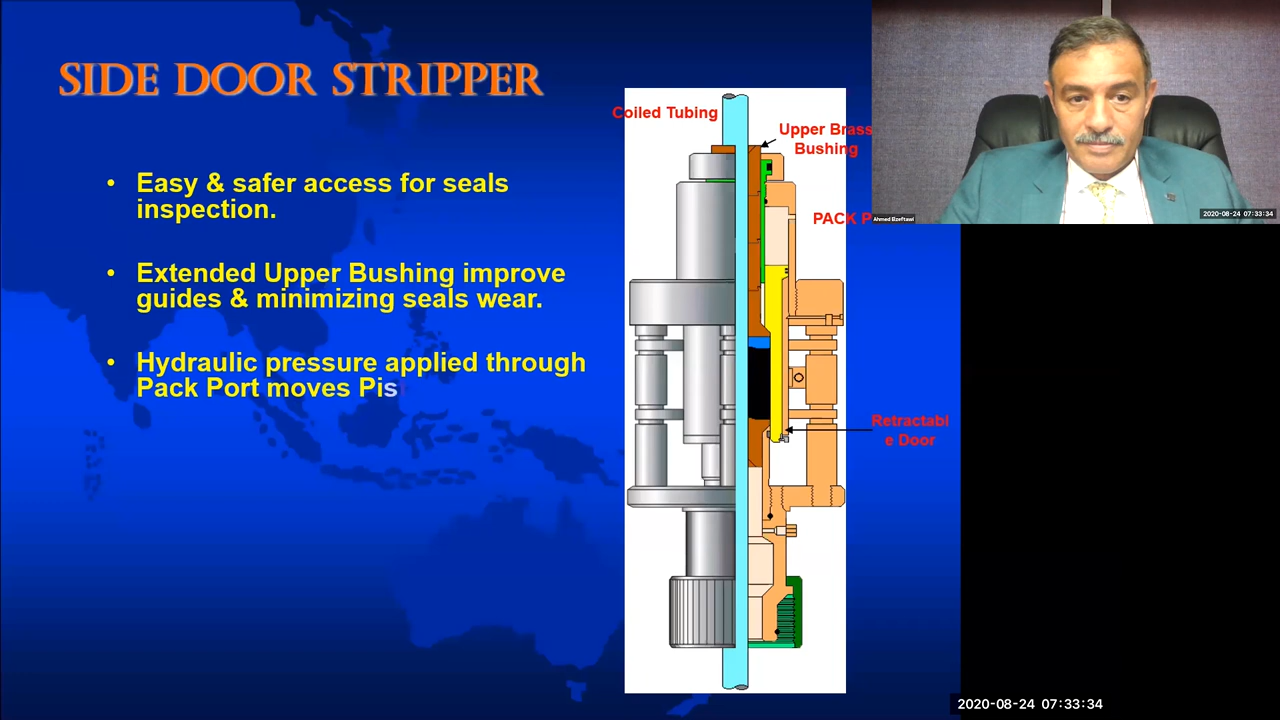 SIDE DOOR STRIPPER
• Easy & safer access for seals
inspection.
• Extended Upper Bushing improve
guides & minimizing seals wear.
• Hydraulic pressure applied through
Pack Port moves Pis
Coiled Tubing
Upper Brass
Bushing
PACK P
Retractabl
e Door
Ahmed Elzeftawi
2020-08-24 07:33:34
2020-08-24 07:33:34